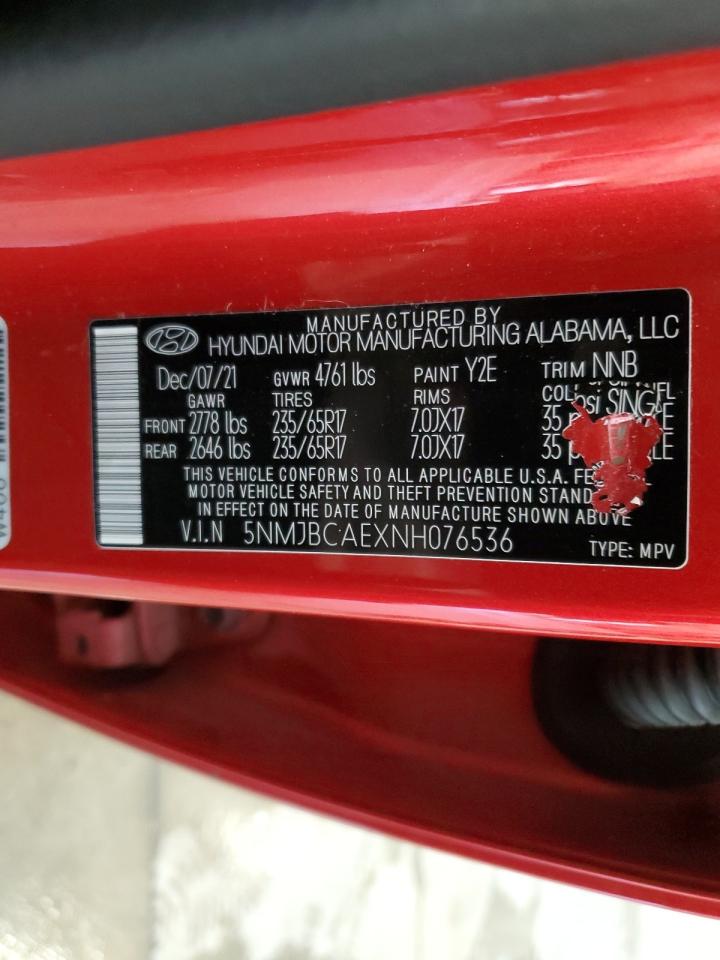 MANUFACTURED BY
HYUNDAI MOTOR MANUFACTURING ALABAMA, LLC
Dec/07/21 GVWR 4761 lbs PAINT Y2E TRIM NNB
GAWR TIRES RIMS
FRONT 2778 lbs 235/65R17 7.0JX17 35 psi SINGLE
REAR 2646 lbs 235/65R17 7.0JX17 35
THIS VEHICLE CONFORMS TO ALL APPLICABLE U.S.A.
MOTOR VEHICLE SAFETY AND THEFT PREVENTION
IN EFFECT ON THE DATE OF MANUFACTURE SHOWN ABOVE
V.I.N 5NMJBCAEXNH076536 TYPE: MPV